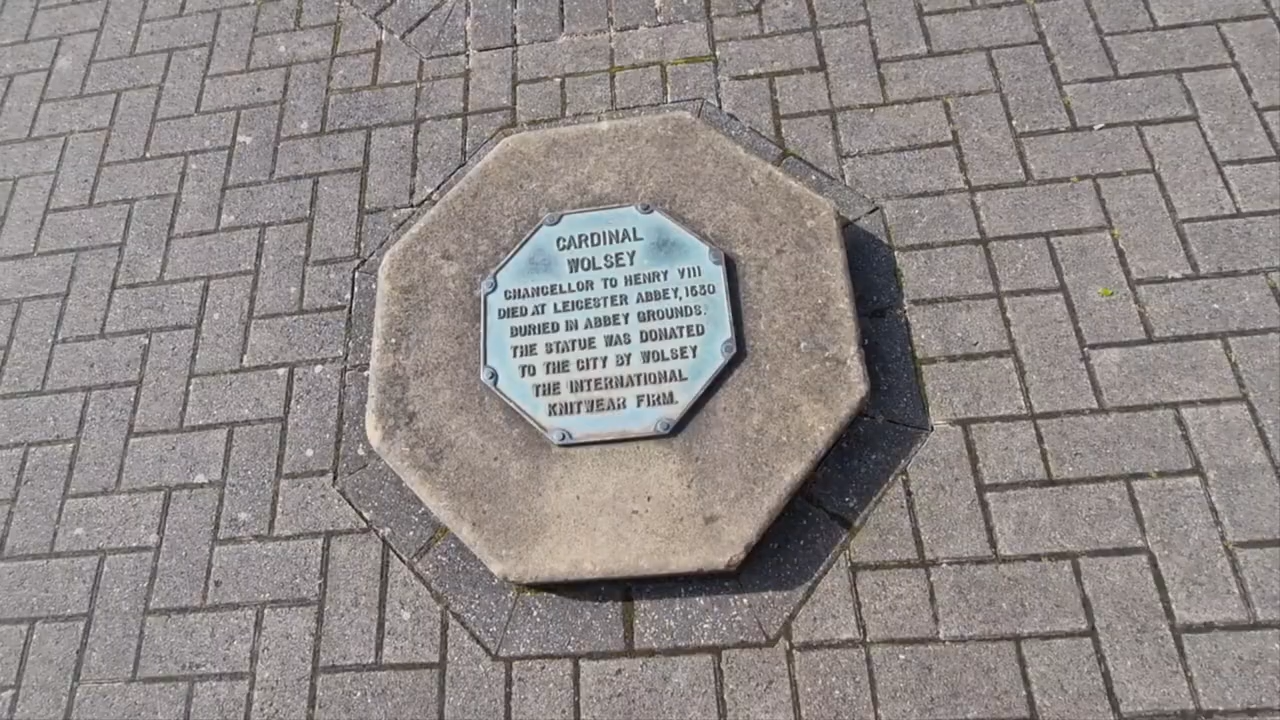 CARDINAL
WOLSEY
CHANCELLOR TO HENRY VIII
DIED AT LEICESTER ABBEY, 1530
BURIED IN ABBEY GROUNDS.
THE STATUE WAS DONATED
TO THE CITY BY WOLSEY
THE INTERNATIONAL
KNITWEAR FIRM.